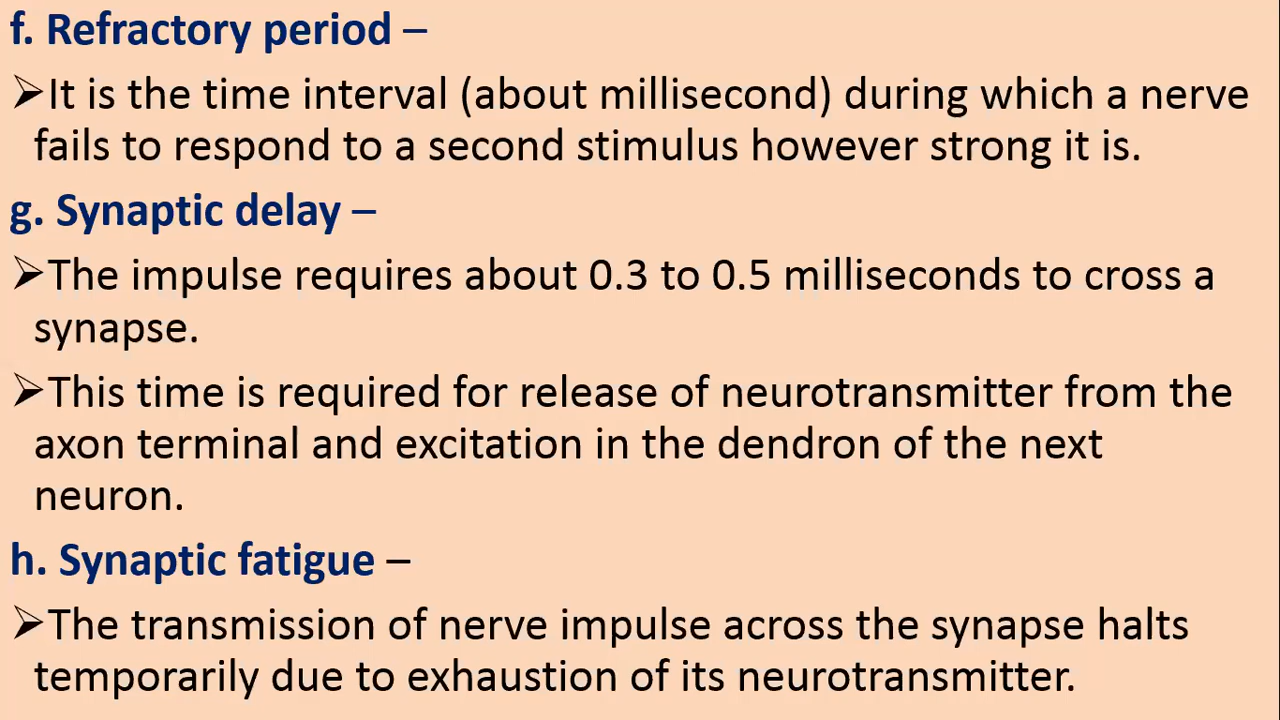 f. Refractory period –
➢It is the time interval (about millisecond) during which a nerve
fails to respond to a second stimulus however strong it is.
g. Synaptic delay –
➢The impulse requires about 0.3 to 0.5 milliseconds to cross a
synapse.
➢This time is required for release of neurotransmitter from the
axon terminal and excitation in the dendron of the next
neuron.
h. Synaptic fatigue –
➢The transmission of nerve impulse across the synapse halts
temporarily due to exhaustion of its neurotransmitter.